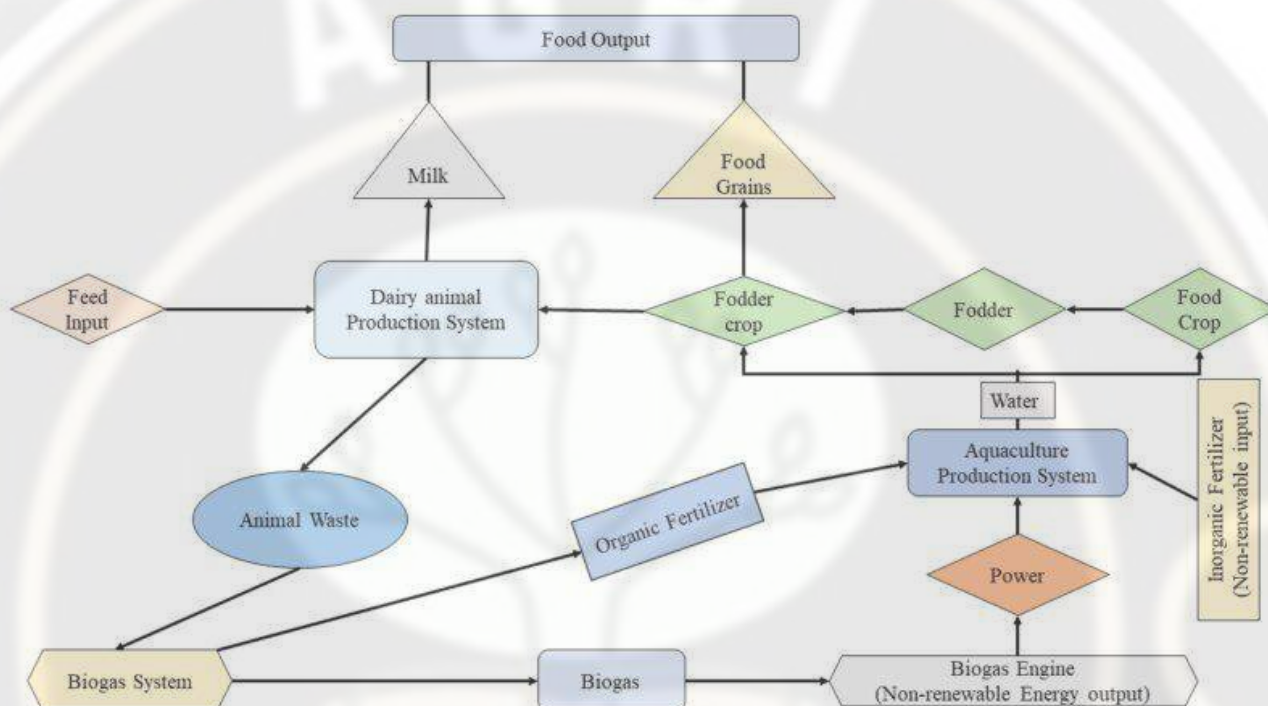 Food Output
Milk
Food
Grains
Feed
Input
Dairy animal
Production System
Fodder
crop
Fodder
Food
Crop
Water
Aquaculture
Production System
Inorganic Fertilizer
(Non-renewable input)
Animal Waste
Organic Fertilizer
Power
Biogas System
Biogas
Biogas Engine
(Non-renewable Energy output)